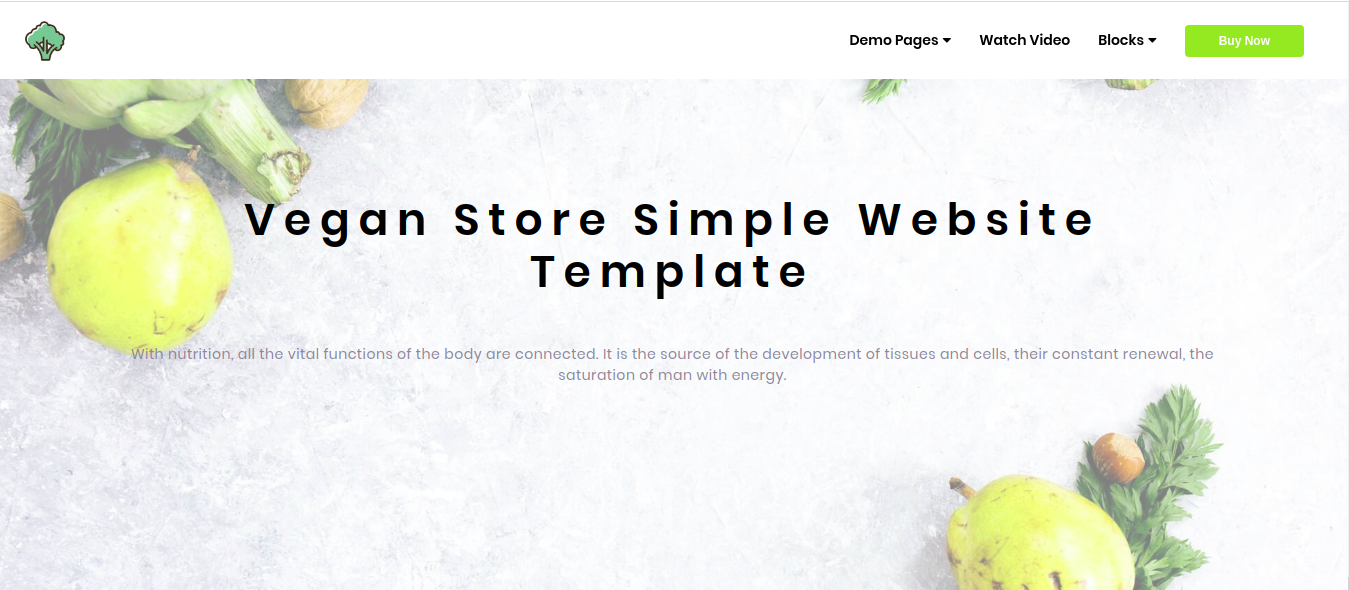 Demo Pages Watch Video Blocks Buy Now
Vegan Store Simple Website
Template
With nutrition, all the vital functions of the body are connected. It is the source of the development of tissues and cells, their constant renewal, the
saturation of man with energy.